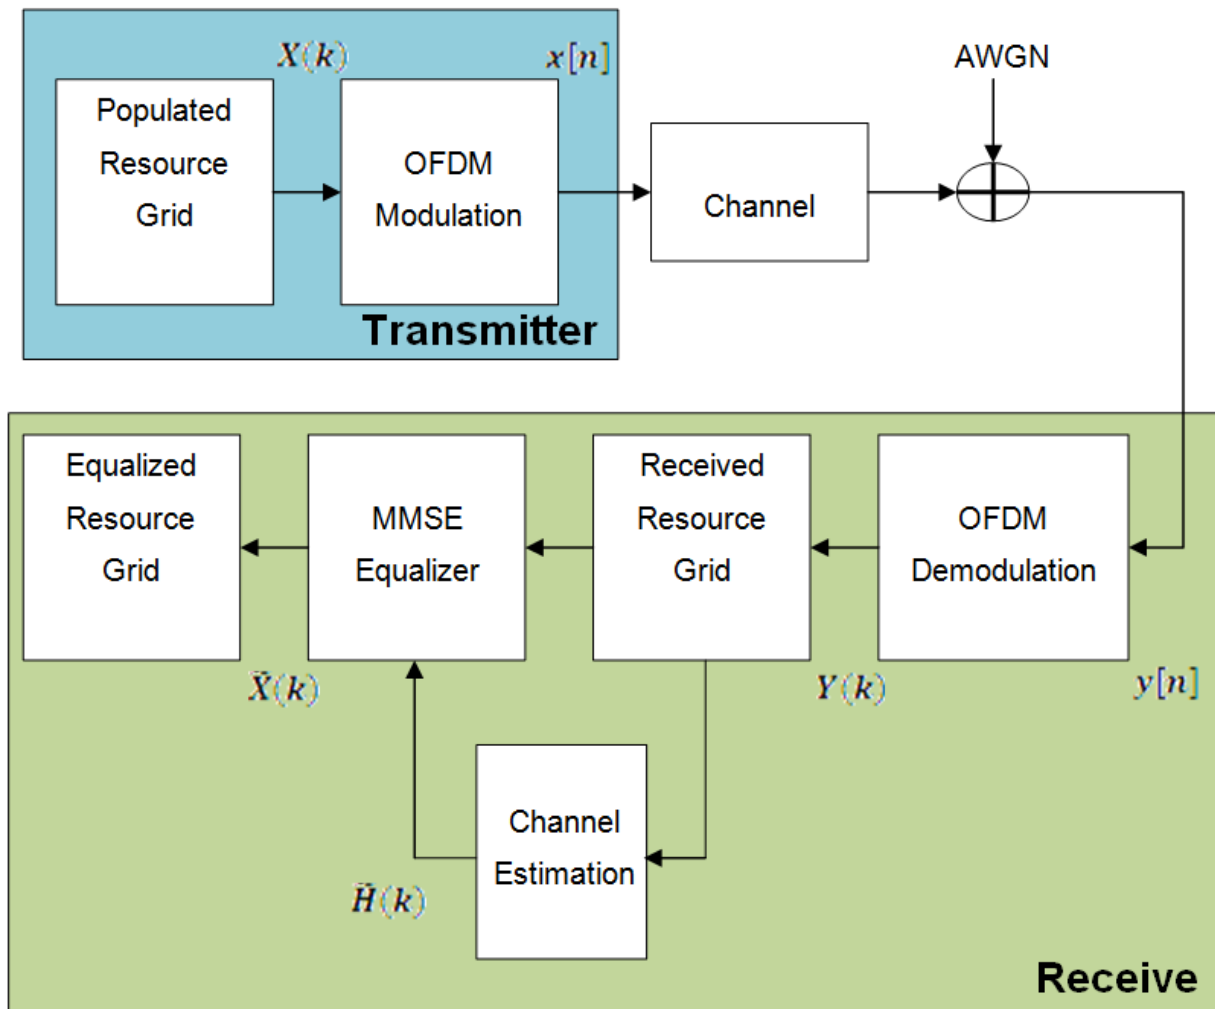 X(k)
x[n]
AWGN
Populated
Resource
Grid
OFDM
Modulation
Channel
Transmitter
Equalized
Resource
Grid
MMSE
Equalizer
Received
Resource
Grid
OFDM
Demodulation
X̂(k)
Y(k)
y[n]
Channel
Estimation
Ĥ(k)
Receive